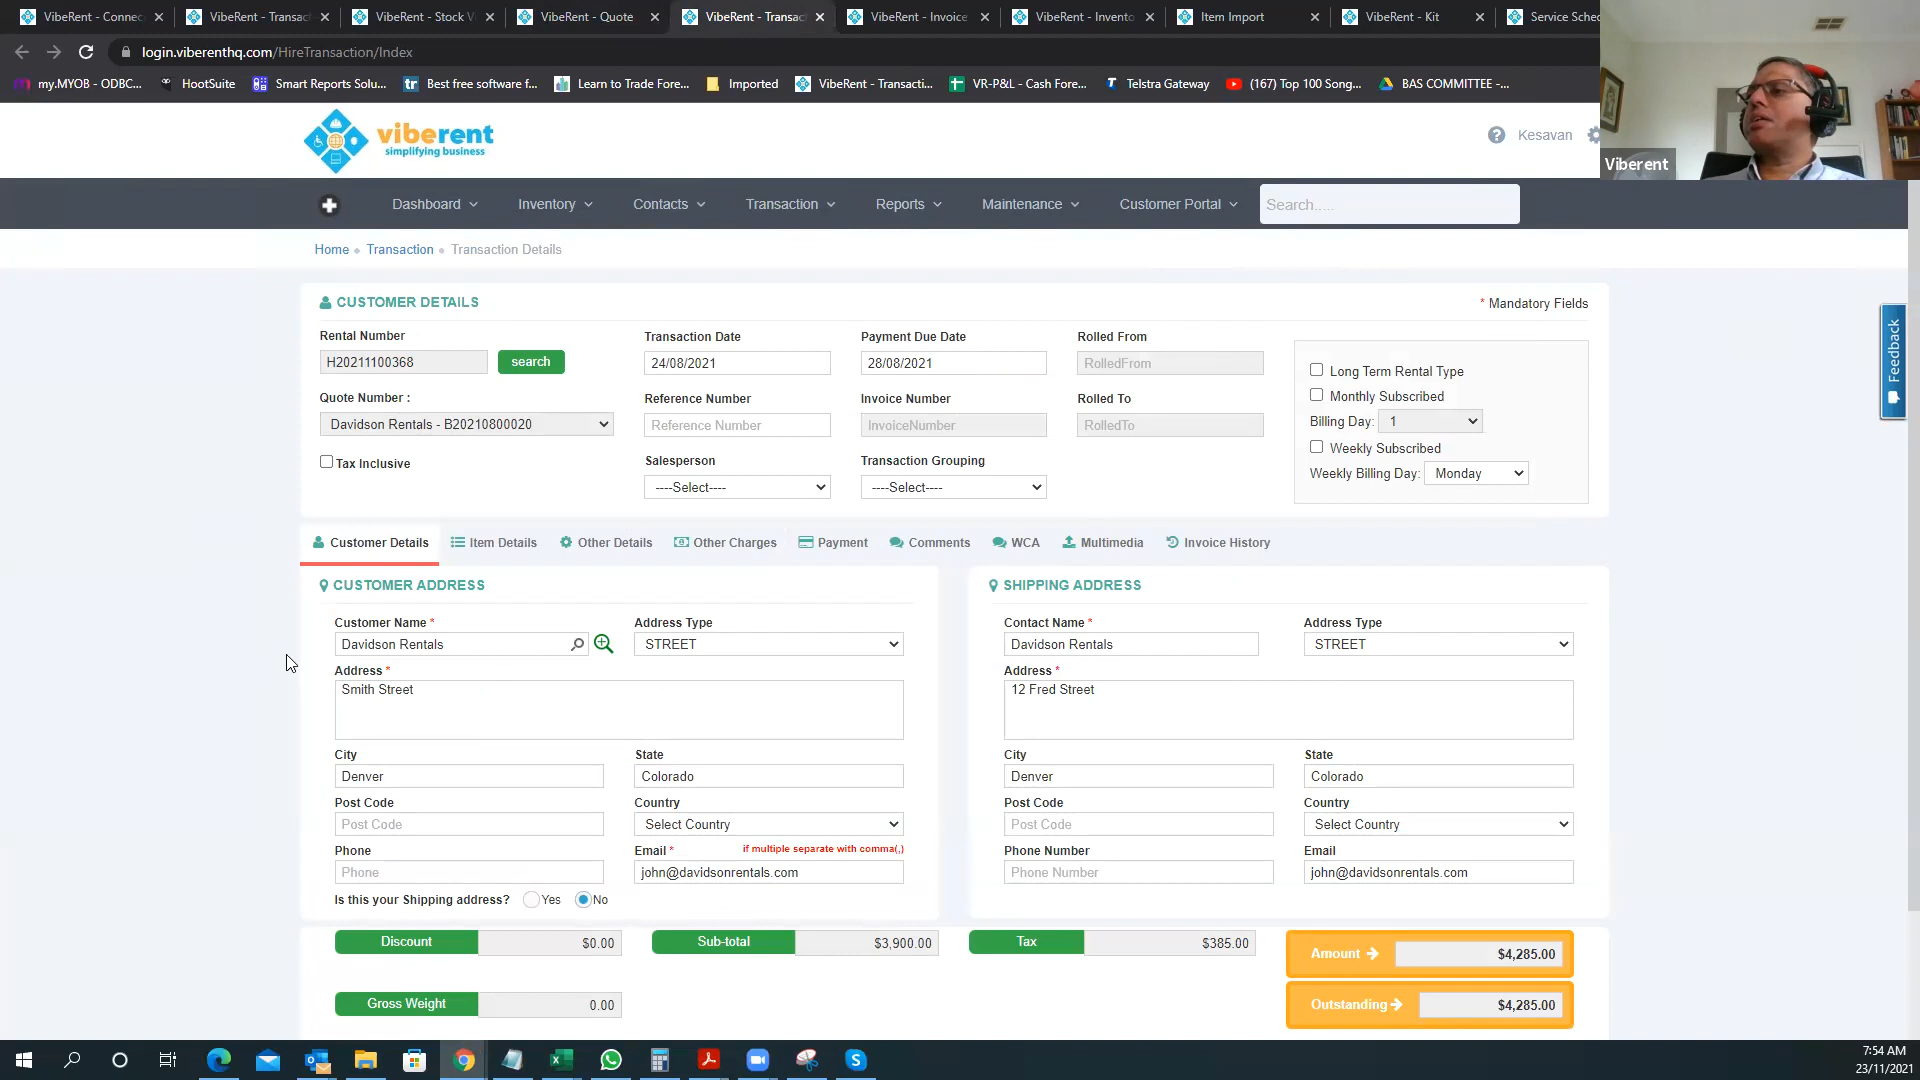 VibeRent - Connec
VibeRent - Transac
VibeRent - Stock V
VibeRent - Quote
VibeRent - Transac
VibeRent - Invoice
VibeRent - Invento
Item Import
VibeRent - Kit
Service Sche
login.viberenthq.com/HireTransaction/Index
my.MYOB - ODBC...
HootSuite
Smart Reports Solu...
Best free software f...
Learn to Trade Fore...
Imported
VibeRent - Transacti...
VR-P&L - Cash Fore...
Telstra Gateway
(167) Top 100 Song...
BAS COMMITTEE -...
viberent
simplifying business
Kesavan
Viberent
Dashboard
Inventory
Contacts
Transaction
Reports
Maintenance
Customer Portal
Search.....
Home
Transaction
Transaction Details
CUSTOMER DETAILS
* Mandatory Fields
Rental Number
H20211100368
search
Transaction Date
24/08/2021
Payment Due Date
28/08/2021
Rolled From
RolledFrom
Quote Number :
Davidson Rentals - B20210800020
Reference Number
Reference Number
Invoice Number
InvoiceNumber
Rolled To
RolledTo
Tax Inclusive
Salesperson
----Select----
Transaction Grouping
----Select----
Long Term Rental Type
Monthly Subscribed
Billing Day: 1
Weekly Subscribed
Weekly Billing Day: Monday
Feedback
Customer Details
Item Details
Other Details
Other Charges
Payment
Comments
WCA
Multimedia
Invoice History
CUSTOMER ADDRESS
Customer Name *
Davidson Rentals
Address Type
STREET
Address *
Smith Street
City
Denver
State
Colorado
Post Code
Post Code
Country
Select Country
Phone
Phone
Email * if multiple separate with comma(,)
john@davidsonrentals.com
Is this your Shipping address? Yes No
SHIPPING ADDRESS
Contact Name *
Davidson Rentals
Address Type
STREET
Address *
12 Fred Street
City
Denver
State
Colorado
Post Code
Post Code
Country
Select Country
Phone Number
Phone Number
Email
john@davidsonrentals.com
Discount $0.00
Sub-total $3,900.00
Tax $385.00
Amount $4,285.00
Gross Weight 0.00
Outstanding $4,285.00
7:54 AM
23/11/2021